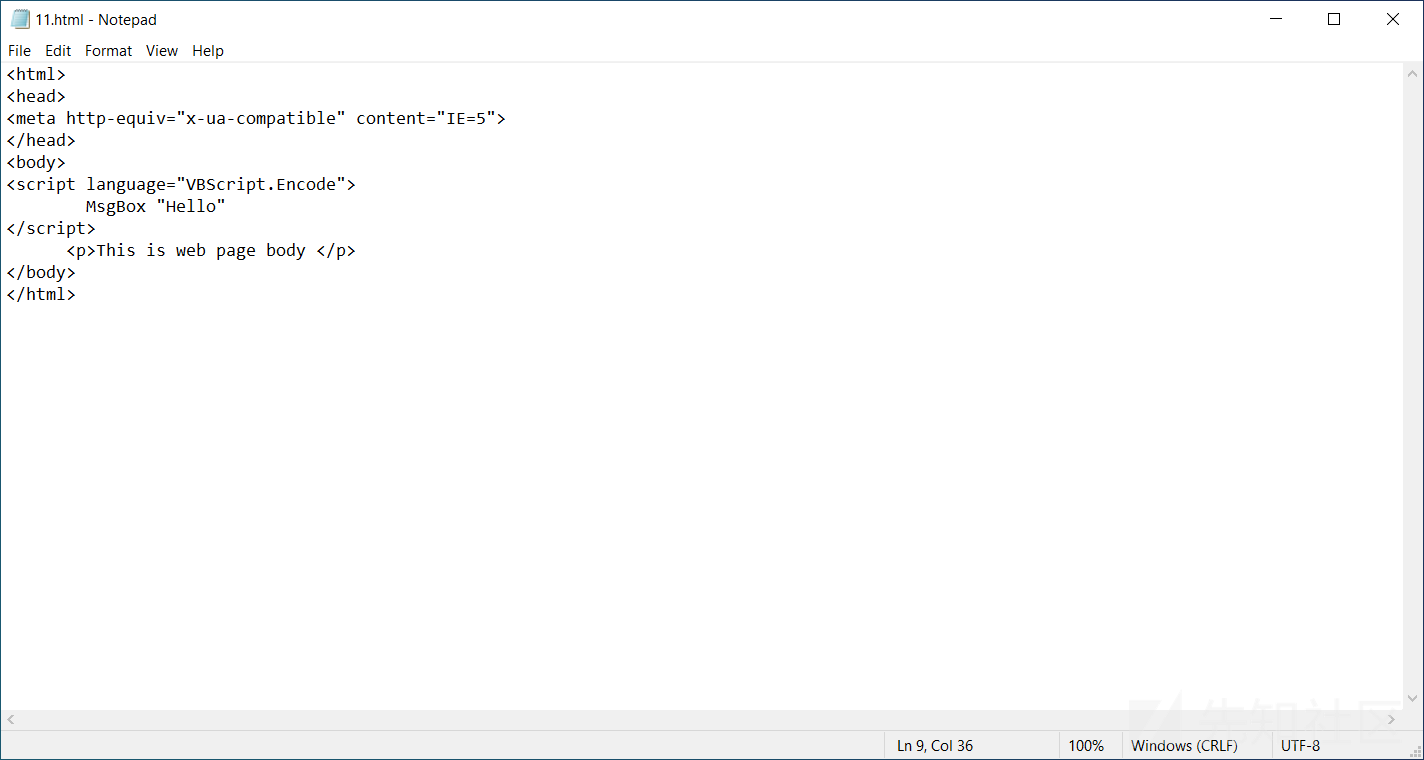 11.html - Notepad
File Edit Format View Help
<html>
<head>
<meta http-equiv="x-ua-compatible" content="IE=5">
</head>
<body>
<script language="VBScript.Encode">
        MsgBox "Hello"
</script>
      <p>This is web page body </p>
</body>
</html>
先知社区
Ln 9, Col 36 100% Windows (CRLF) UTF-8